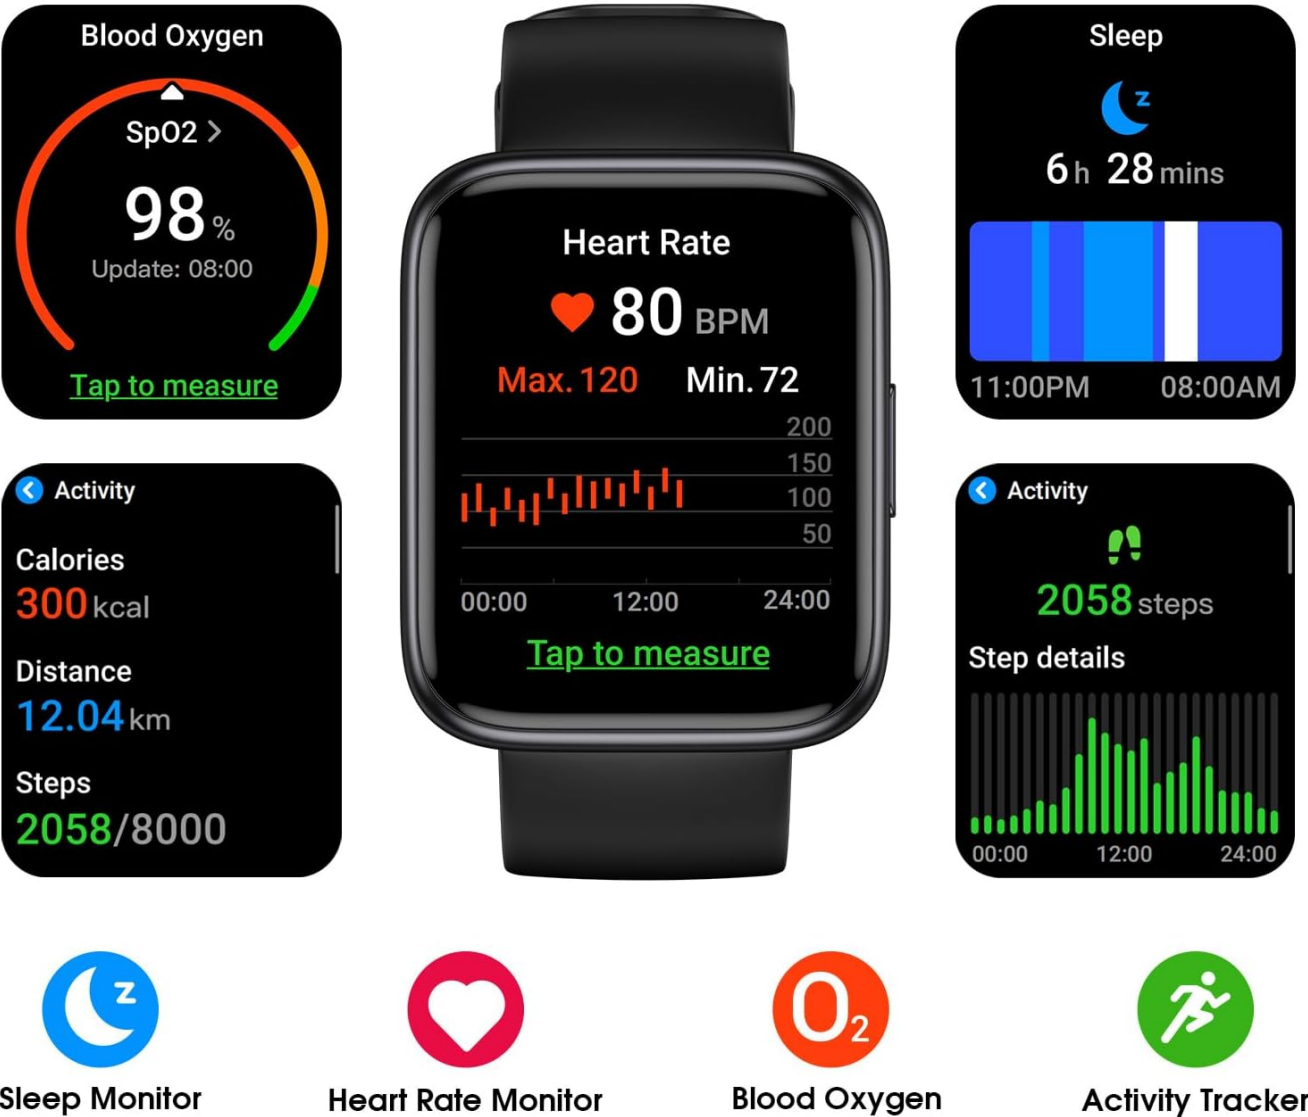 Blood Oxygen
SpO2 >
98 %
Update: 08:00
Tap to measure
Heart Rate
80 BPM
Max. 120 Min. 72
200
150
100
50
00:00 12:00 24:00
Tap to measure
Sleep
z
6 h 28 mins
11:00PM 08:00AM
Activity
Calories
300 kcal
Distance
12.04 km
Steps
2058/8000
Activity
2058 steps
Step details
00:00 12:00 24:00
z
O2
Sleep Monitor Heart Rate Monitor Blood Oxygen Activity Tracker